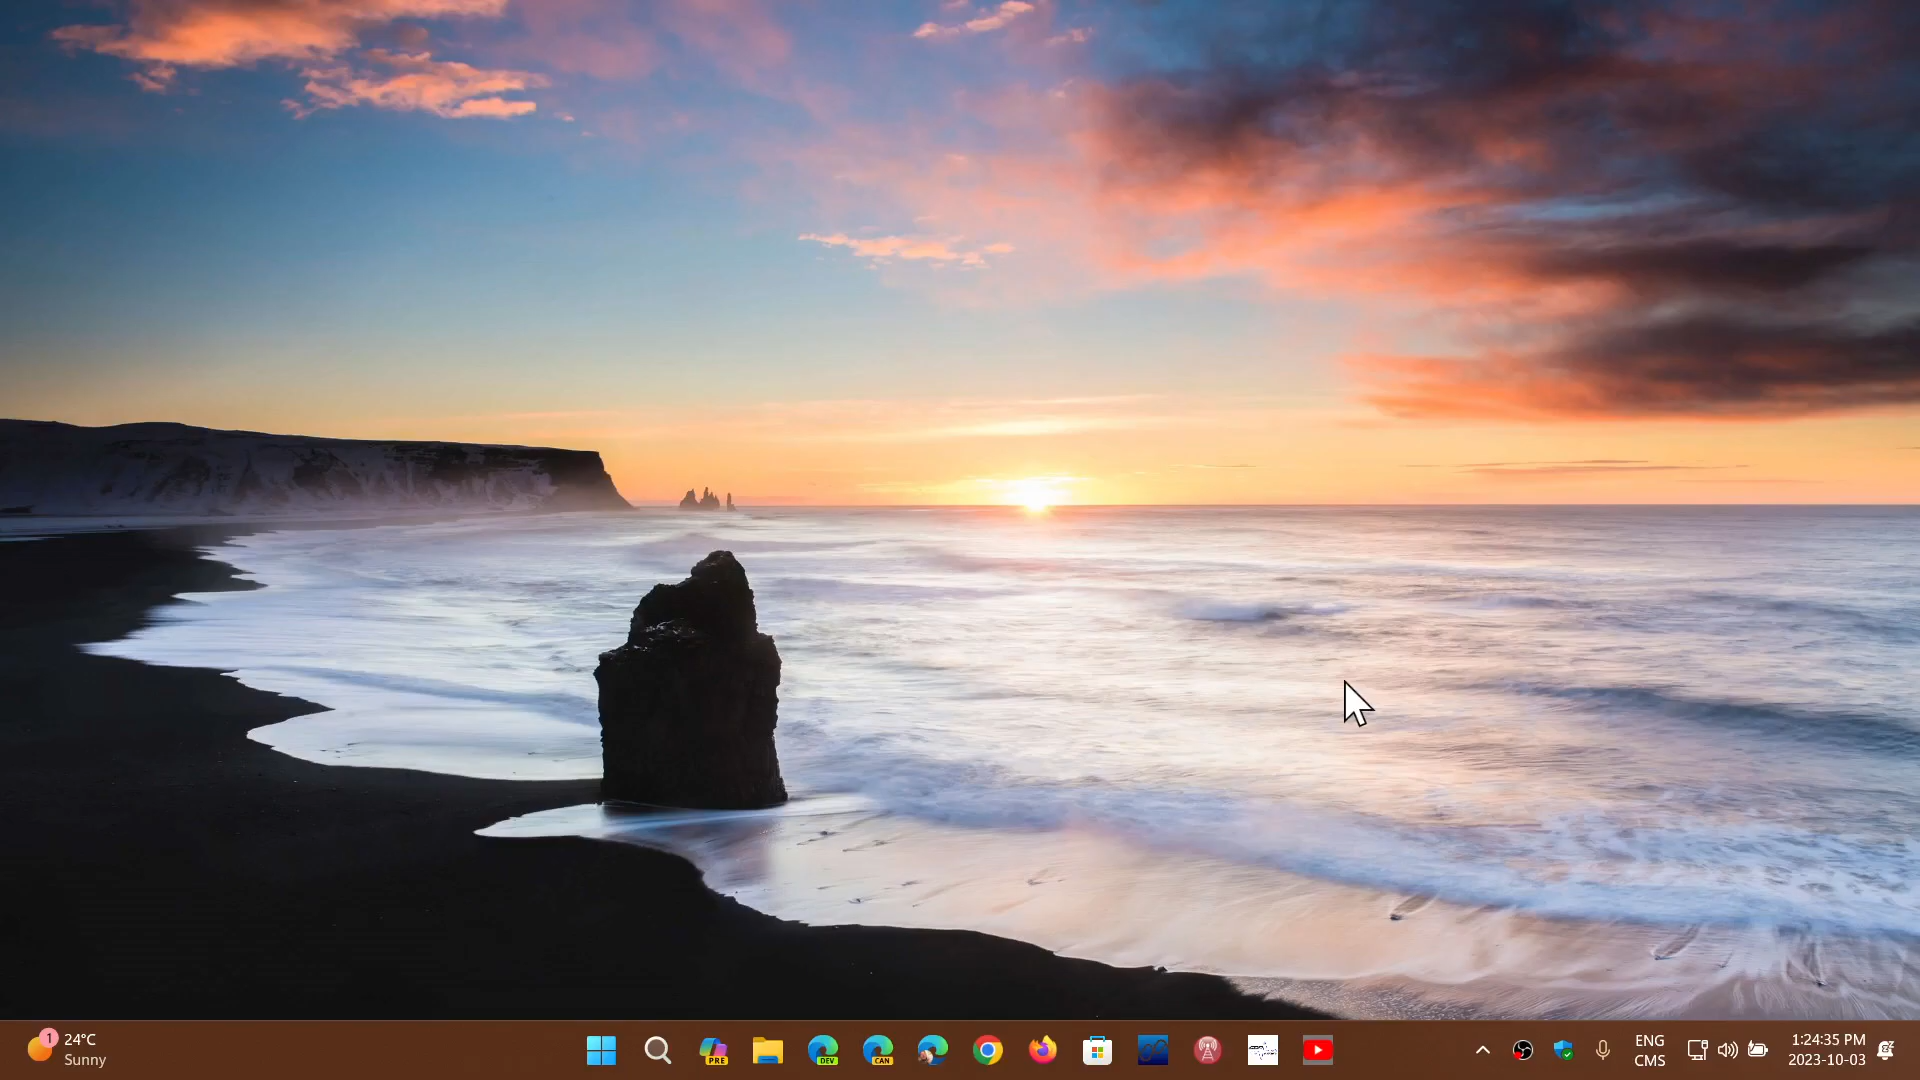 1
24°C
Sunny
PRE
DEV
CAN
ENG
CMS
1:24:35 PM
2023-10-03